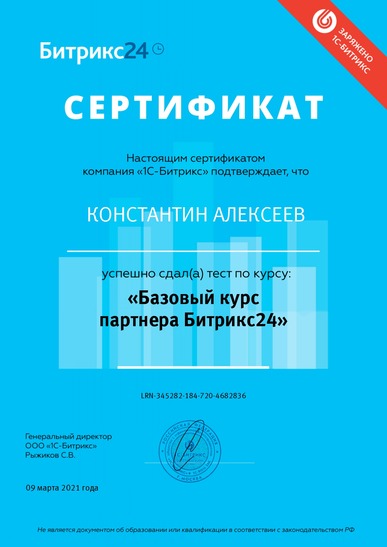 Битрикс24
ЗАРЯЖЕНО
1С-БИТРИКС
СЕРТИФИКАТ
Настоящим сертификатом
компания «1С-Битрикс» подтверждает, что
КОНСТАНТИН АЛЕКСЕЕВ
успешно сдал(а) тест по курсу:
«Базовый курс
партнера Битрикс24»
LRN-345282-184-720-4682836
Генеральный директор
ООО «1С-Битрикс»
Рыжиков С.В.
09 марта 2021 года
Не является документом об образовании или квалификации в соответствии с законодательством РФ